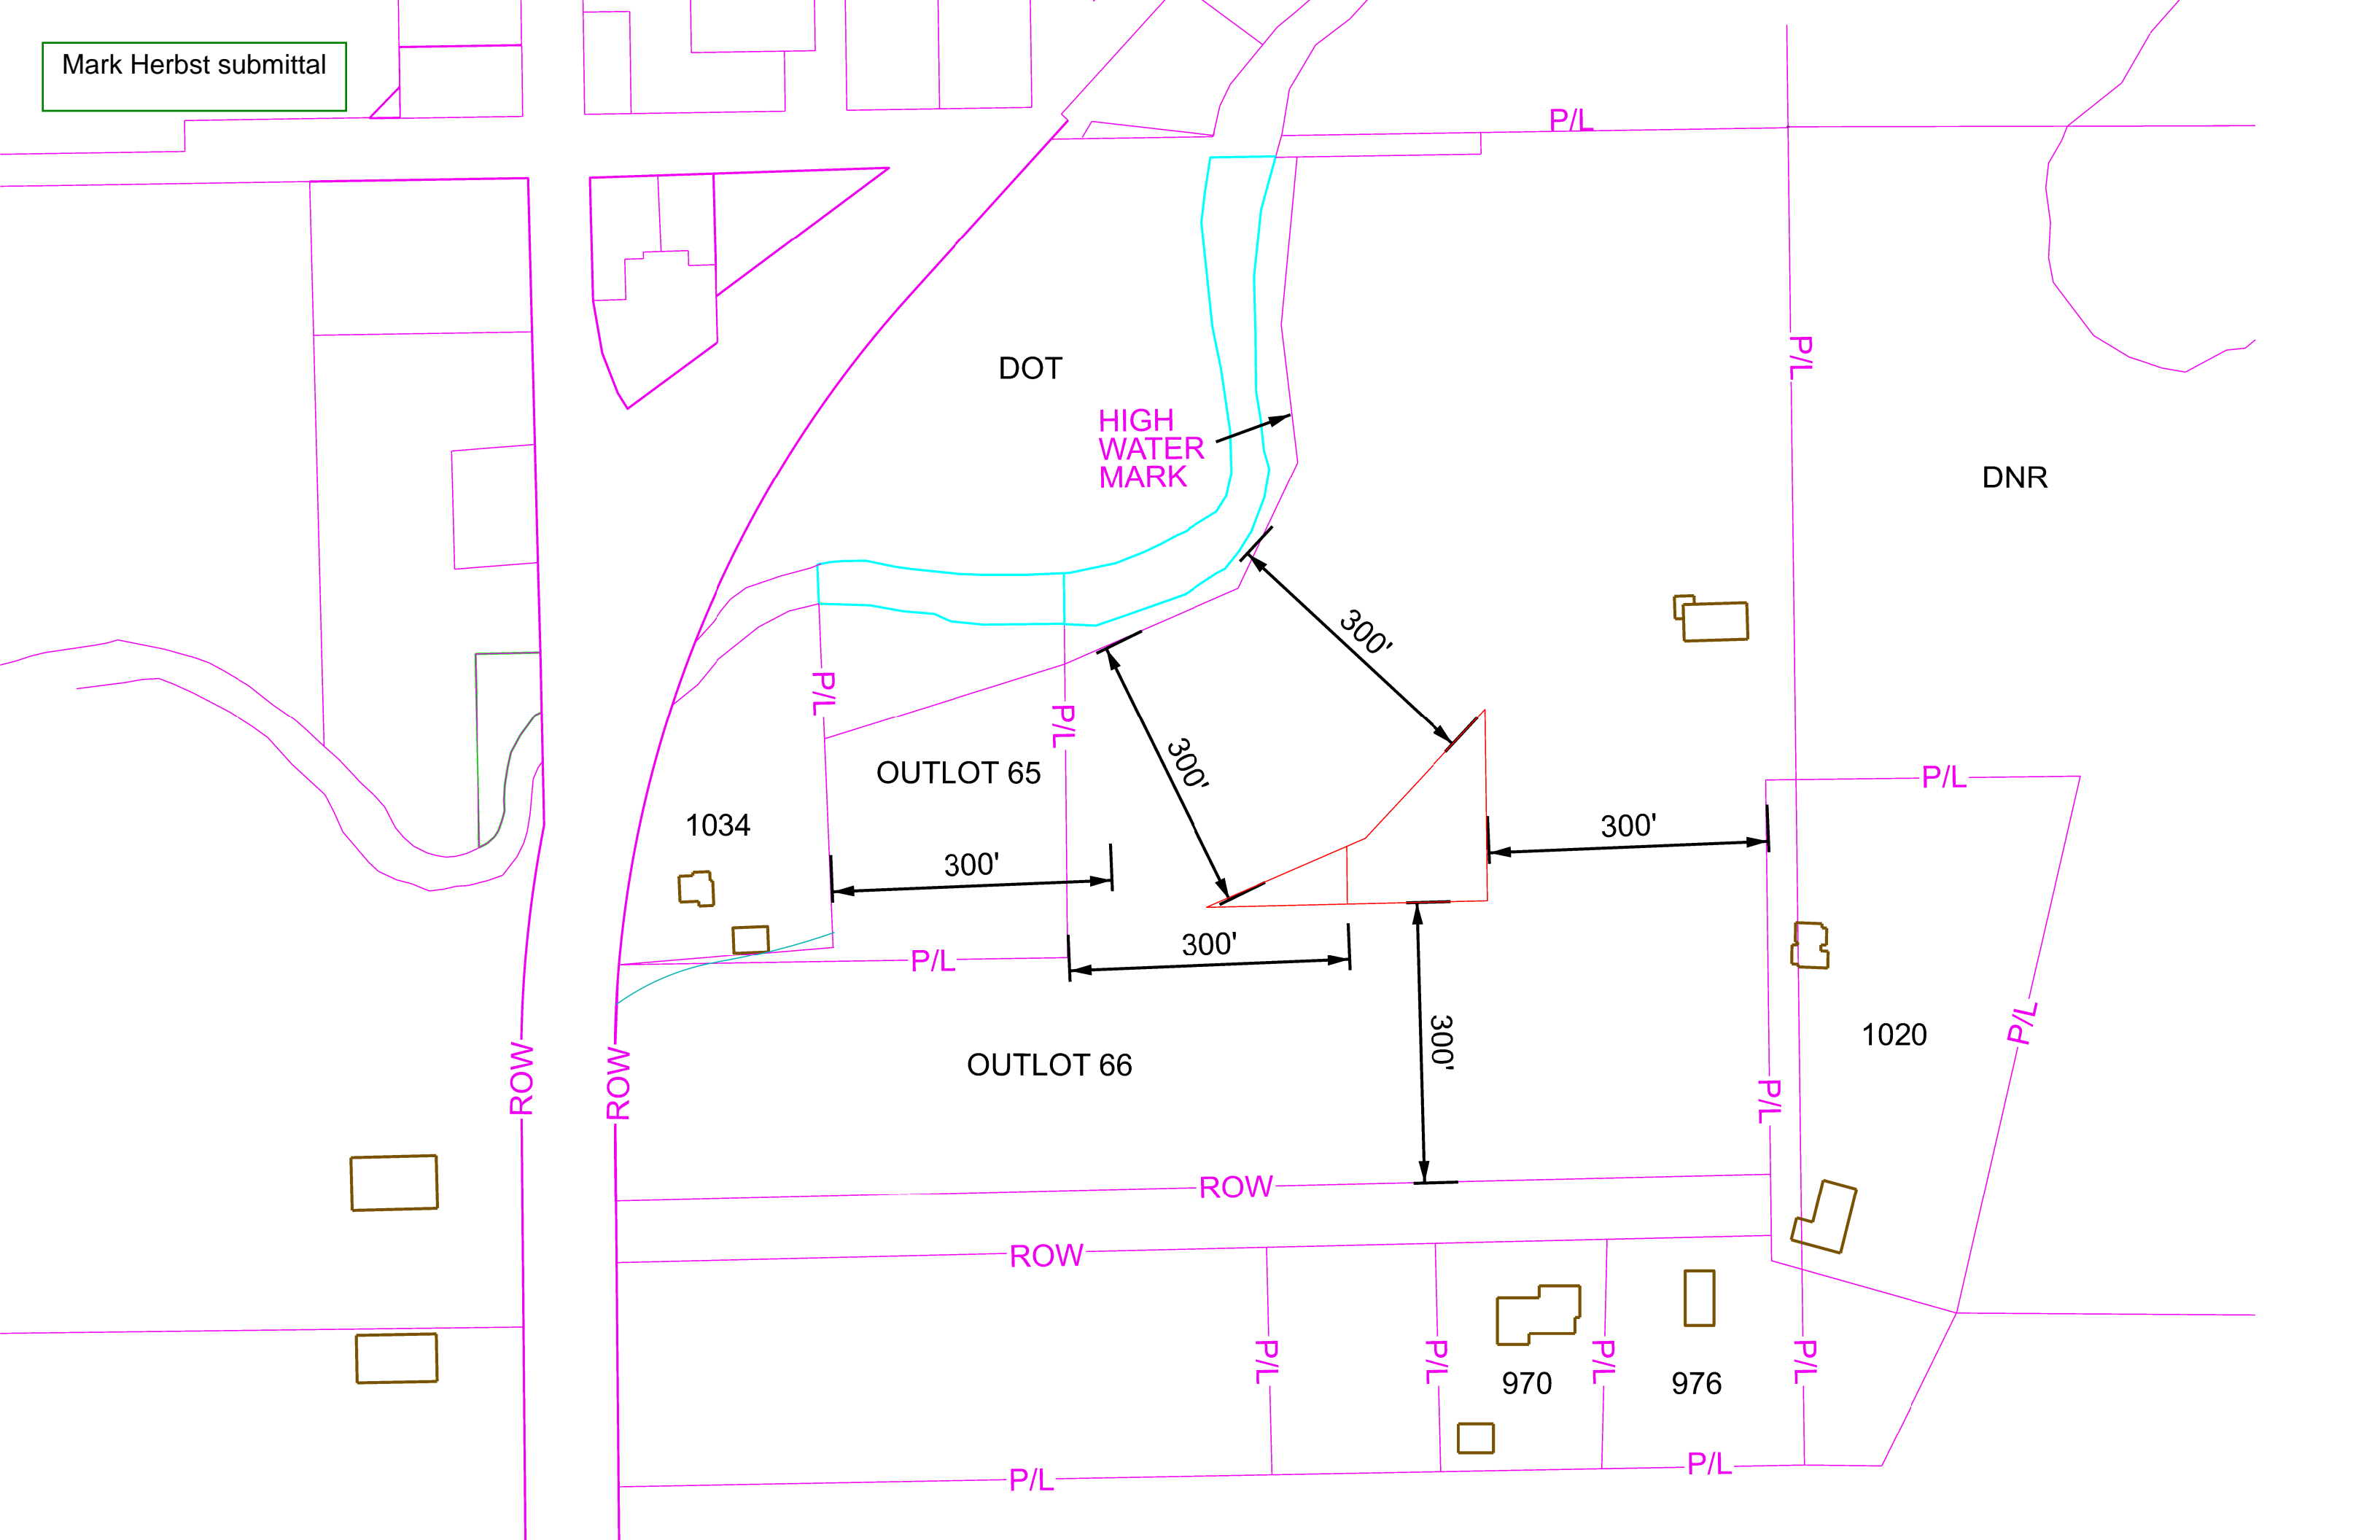 Mark Herbst submittal
P/L
DOT
P/L
HIGH
WATER
MARK
DNR
300'
P/L
P/L
300'
OUTLOT 65
P/L
1034
300'
300'
300'
P/L
P/L
1020
ROW
ROW
OUTLOT 66
300'
P/L
ROW
ROW
P/L
P/L
P/L
P/L
970
976
P/L
P/L